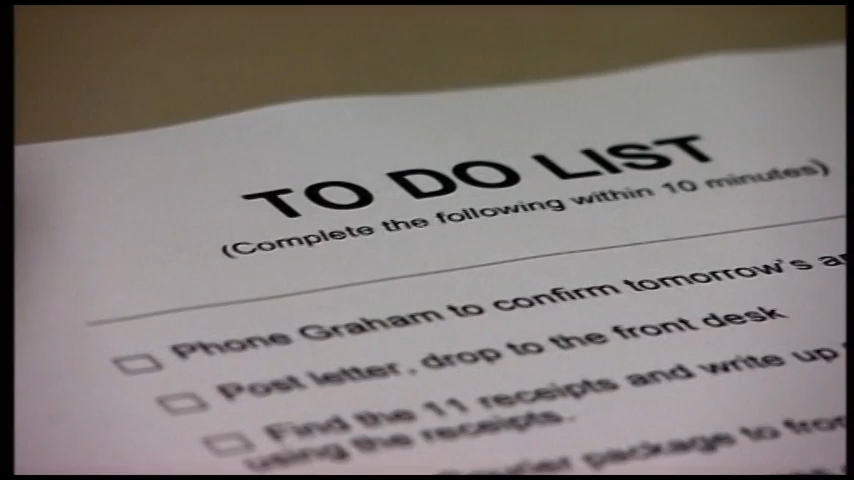 TO DO LIST
(Complete the following within 10 minutes)
Phone Graham to confirm tomorrow's
Post letter, drop to the front desk
Find the 11 receipts and write up
using the receipts.
Courier package to